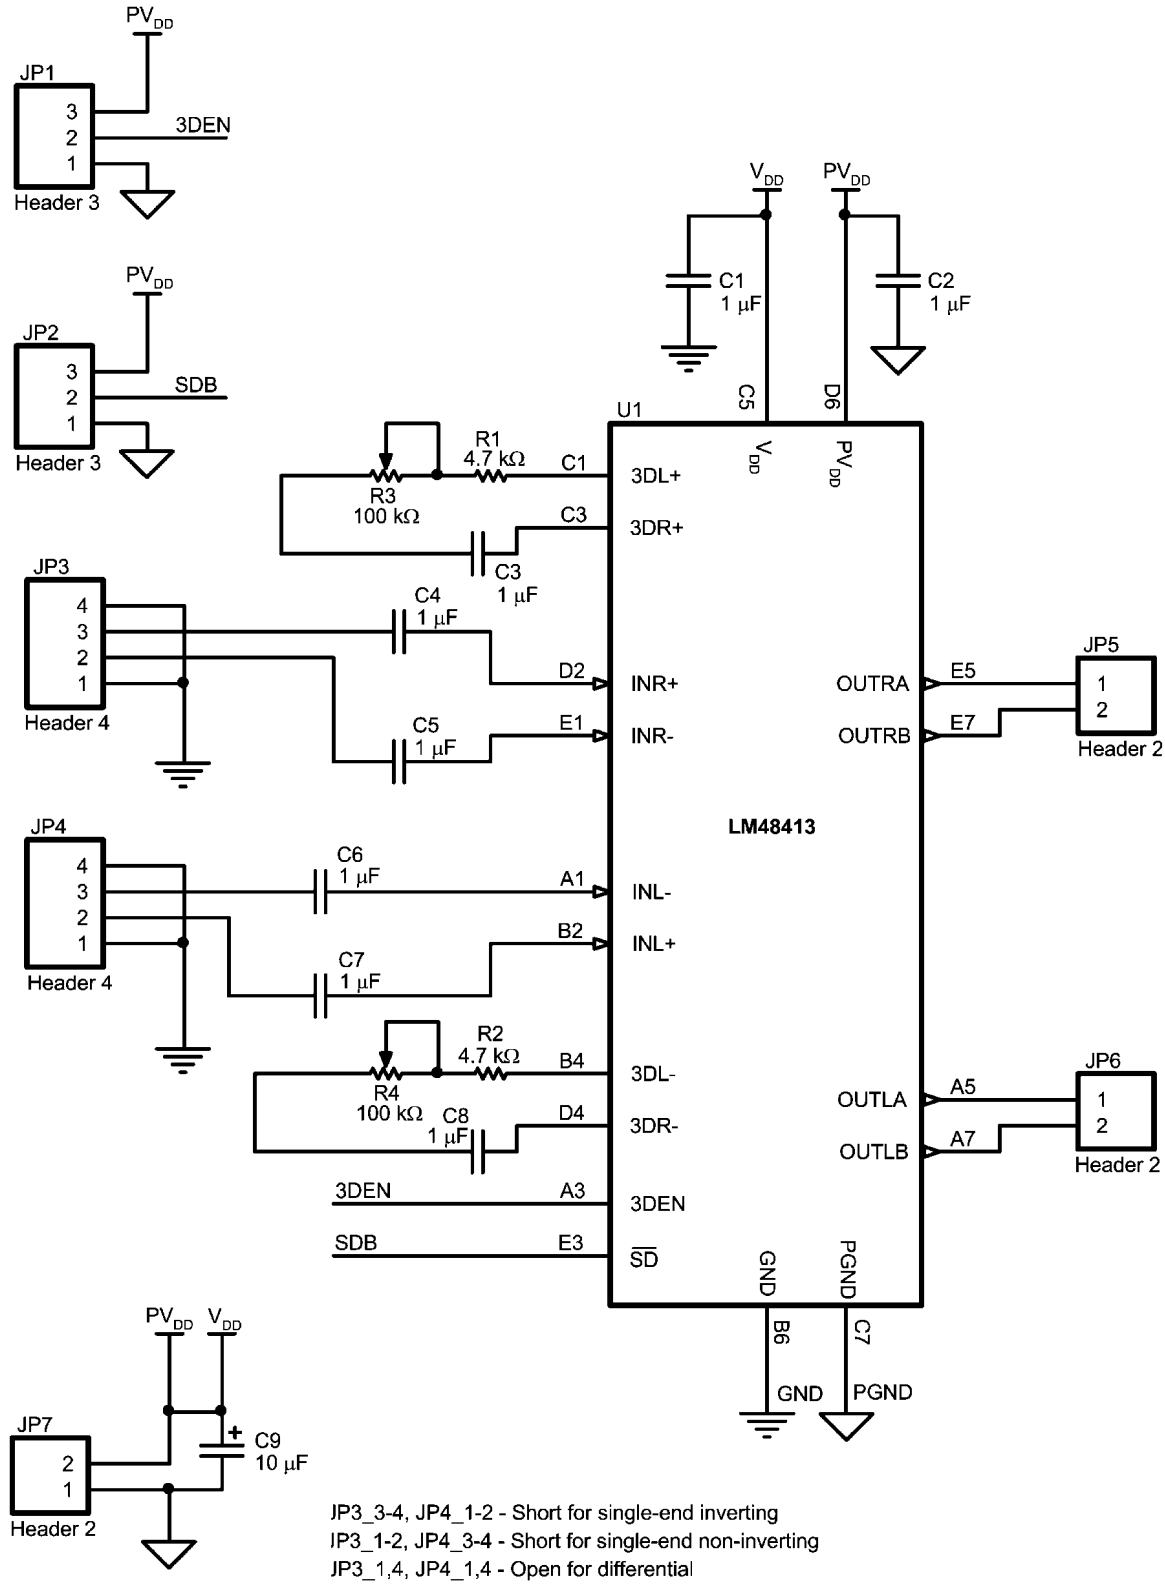 PVDD
JP1
3
2
1
3DEN
Header 3
PVDD
JP2
3
2
1
SDB
Header 3
VDD
PVDD
C1
1 µF
C2
1 µF
C5
D6
U1
VDD
PVDD
R1
4.7 kΩ
C1
3DL+
R3
100 kΩ
C3
3DR+
C3
1 µF
JP3
4
3
2
1
Header 4
C4
1 µF
D2
INR+
C5
1 µF
E1
INR-
OUTRA
E5
OUTRB
E7
JP5
1
2
Header 2
LM48413
JP4
4
3
2
1
Header 4
C6
1 µF
A1
INL-
B2
INL+
C7
1 µF
R2
4.7 kΩ
B4
3DL-
R4
100 kΩ
C8
1 µF
D4
3DR-
OUTLA
A5
OUTLB
A7
JP6
1
2
Header 2
3DEN
A3
3DEN
SDB
E3
SD
GND
PGND
B6
C7
GND
PGND
PVDD
VDD
JP7
2
1
Header 2
+
C9
10 µF
JP3_3-4, JP4_1-2 - Short for single-end inverting
JP3_1-2, JP4_3-4 - Short for single-end non-inverting
JP3_1,4, JP4_1,4 - Open for differential